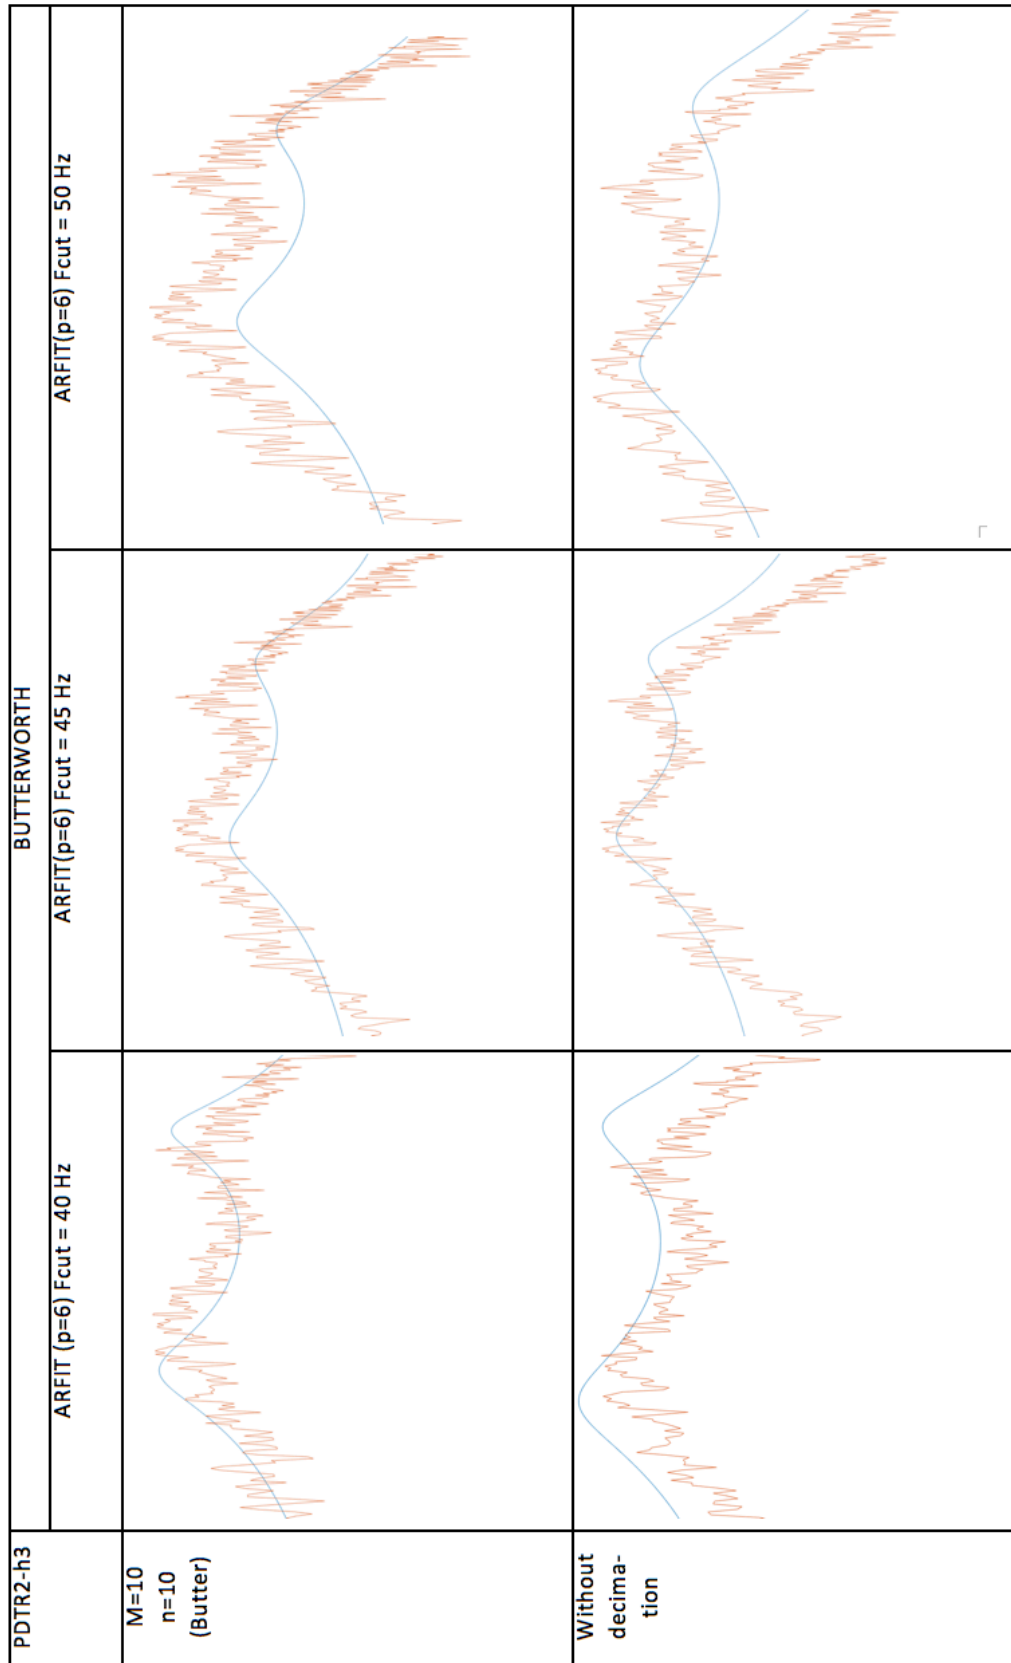 PDTR2-h3
BUTTERWORTH
ARFIT (p=6) Fcut = 40 Hz
ARFIT(p=6) Fcut = 45 Hz
ARFIT(p=6) Fcut = 50 Hz
M=10
n=10
(Butter)
Without
decima-
tion